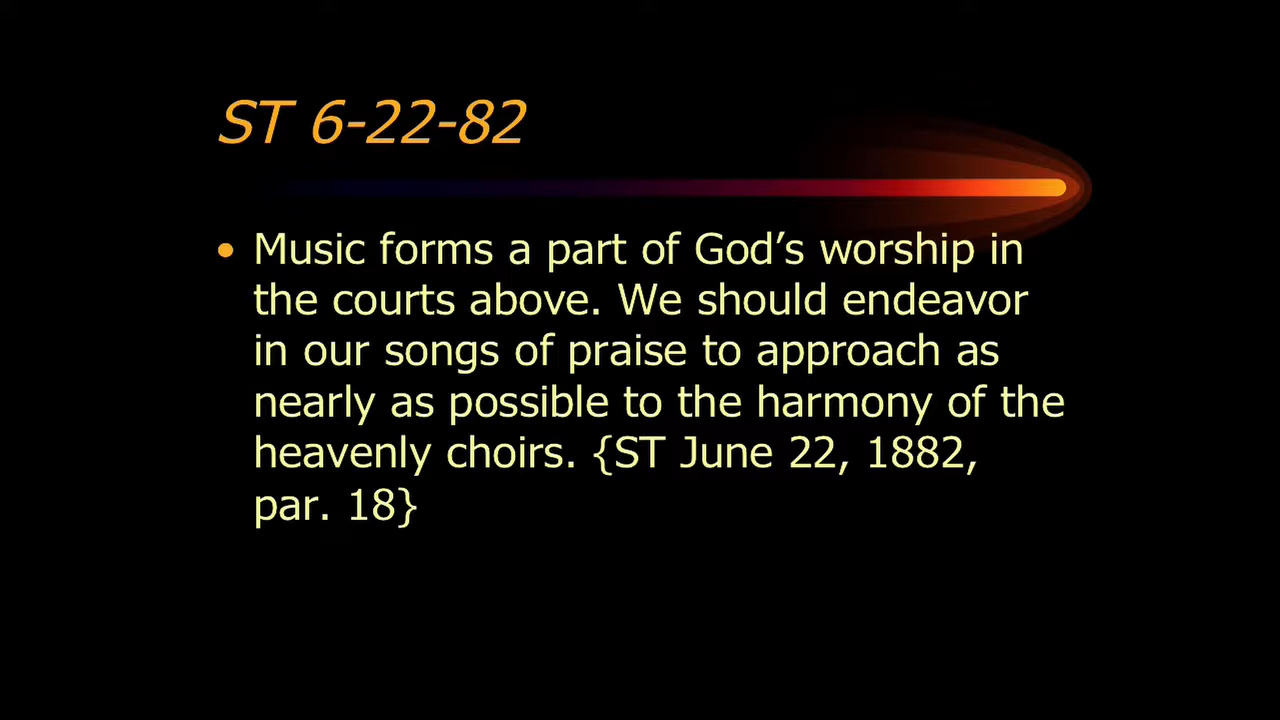 ST 6-22-82
• Music forms a part of God’s worship in
the courts above. We should endeavor
in our songs of praise to approach as
nearly as possible to the harmony of the
heavenly choirs. {ST June 22, 1882,
par. 18}